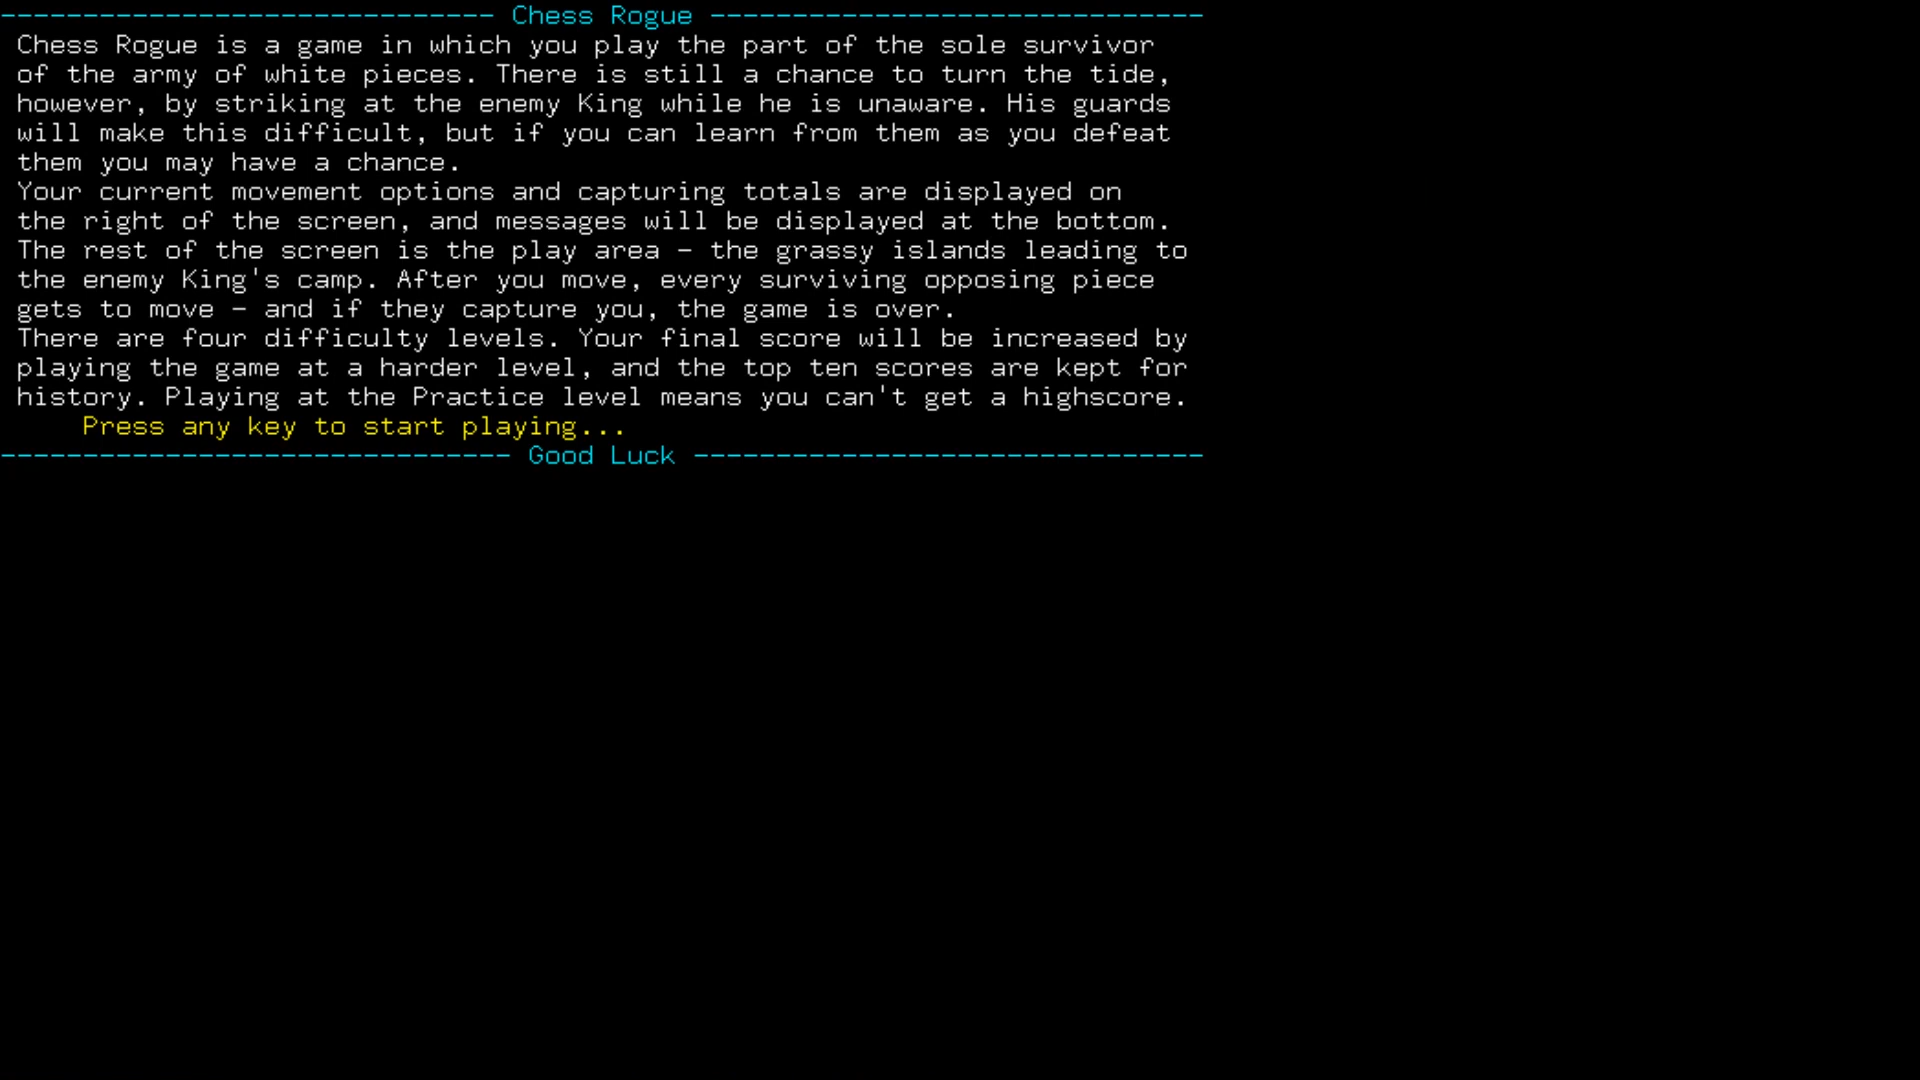 ------------------------------ Chess Rogue ------------------------------
Chess Rogue is a game in which you play the part of the sole survivor
of the army of white pieces. There is still a chance to turn the tide,
however, by striking at the enemy King while he is unaware. His guards
will make this difficult, but if you can learn from them as you defeat
them you may have a chance.
Your current movement options and capturing totals are displayed on
the right of the screen, and messages will be displayed at the bottom.
The rest of the screen is the play area - the grassy islands leading to
the enemy King's camp. After you move, every surviving opposing piece
gets to move - and if they capture you, the game is over.
There are four difficulty levels. Your final score will be increased by
playing the game at a harder level, and the top ten scores are kept for
history. Playing at the Practice level means you can't get a highscore.
Press any key to start playing...
------------------------------- Good Luck -------------------------------